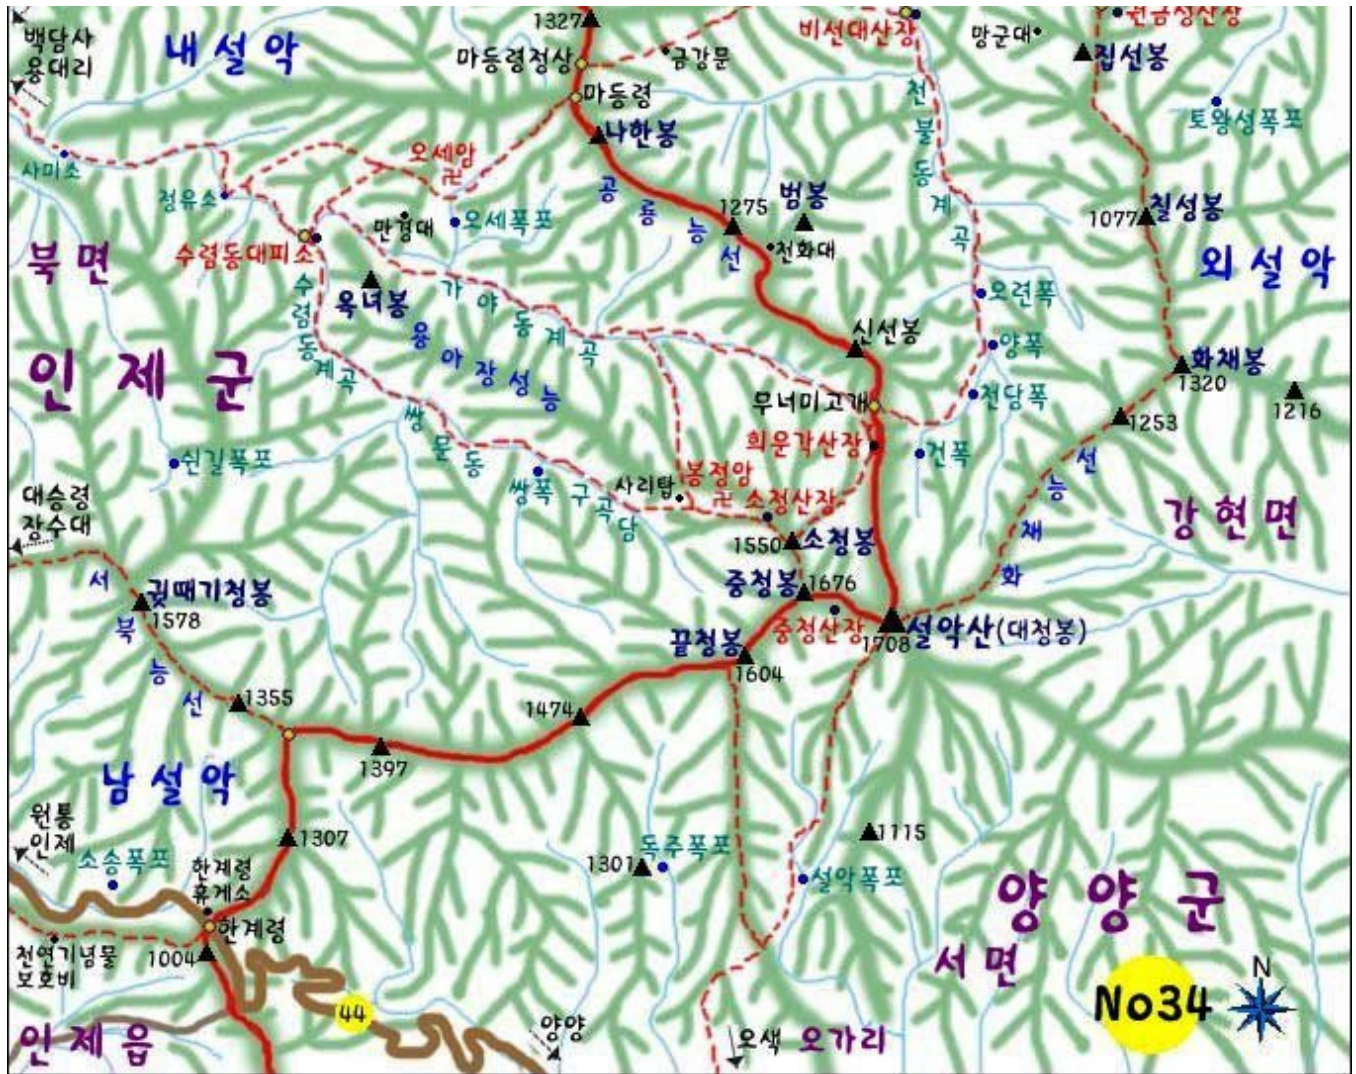 1327
백담사
용대리
내 설 악
마등령정상
금강문
비선대산장
망군대
권금성산장
집선봉
마등령
나한봉
천불동계곡
토왕성폭포
사미소
오세암
卍
정유소
만경대
오세폭포
공룡능선
1275
범봉
전화대
1077
칠성봉
북 면
수렴동대피소
외 설 악
옥녀봉
수렴동계곡
가야동계곡
용아장성능
오련폭
신선봉
양폭
화채봉
1320
인 제 군
천당폭
1216
무너미고개
1253
희운각산장
건폭
쌍문동
쉰길폭포
쌍폭
구곡담
사리탑
봉정암
卍
소청산장
대승령
장수대
강 현 면
1550
소청봉
화채능선
서북능선
귖때기청봉
1578
중청봉
1676
중청산장
설악산(대청봉)
1708
끝청봉
1604
1355
1474
1397
남 설 악
원통
인제
1307
소송폭포
한계령
휴게소
한계령
1004
천연기념물
보호비
1301
독주폭포
1115
설악폭포
양 양 군
서 면
N
No34
44
인 제 읍
양양
오색
오가리